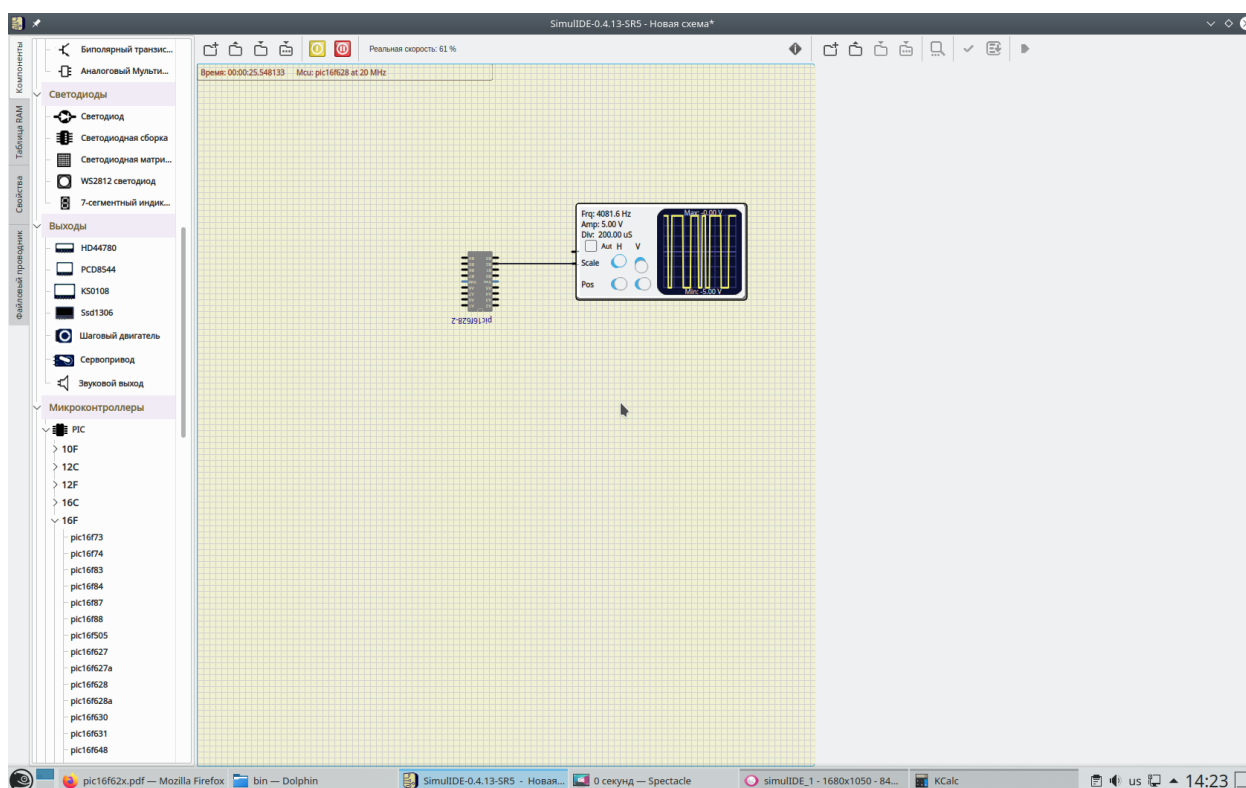 SimulIDE-0.4.13-SR5 - Новая схема*
Компоненты
Таблица RAM
Свойства
Файловый проводник
Биполярный транзис...
Аналоговый Мульти...
Светодиоды
Светодиод
Светодиодная сборка
Светодиодная матри...
WS2812 светодиод
7-сегментный индик...
Выходы
HD44780
PCD8544
KS0108
Ssd1306
Шаговый двигатель
Сервопривод
Звуковой выход
Микроконтроллеры
PIC
10F
12C
12F
16C
16F
pic16f73
pic16f74
pic16f83
pic16f84
pic16f87
pic16f88
pic16f505
pic16f627
pic16f627a
pic16f628
pic16f628a
pic16f630
pic16f631
pic16f648
Реальная скорость: 61 %
Время: 00:00:25.548133 Mcu: pic16f628 at 20 MHz
Frq: 4081.6 Hz
Amp: 5.00 V
Div: 200.00 uS
Aut H V
Scale
Pos
Max: -0.00 V
Min: -5.00 V
pic16f628-2
pic16f62x.pdf — Mozilla Firefox
bin — Dolphin
SimulIDE-0.4.13-SR5 - Новая...
0 секунд — Spectacle
simulIDE_1 - 1680x1050 - 84...
KCalc
us
14:23